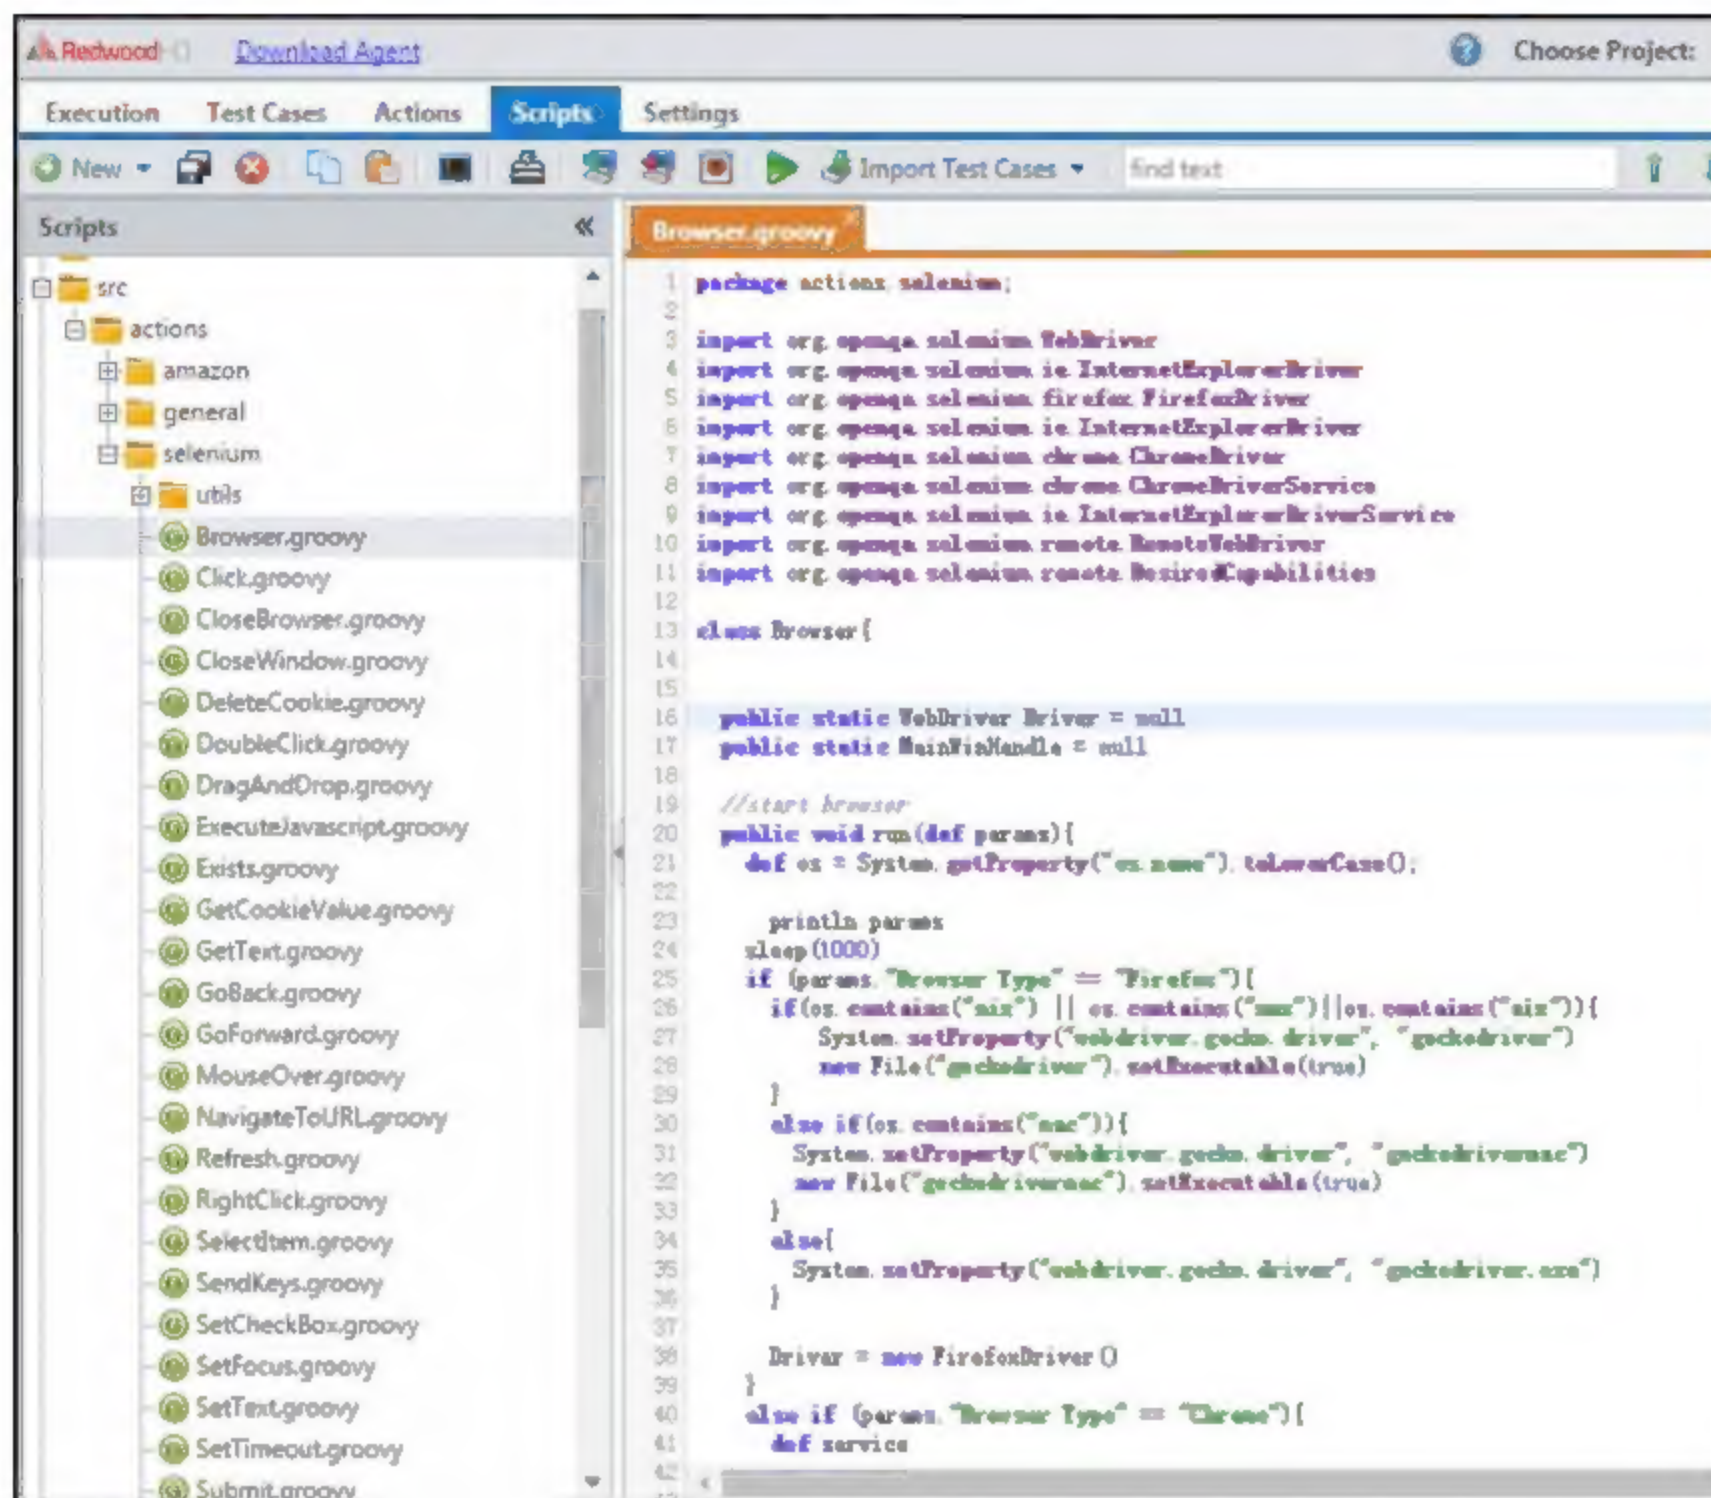 Redwood Download Agent Choose Project:
Execution Test Cases Actions Scripts Settings
New Import Test Cases find text
Scripts «
src
actions
amazon
general
selenium
utils
Browser.groovy
Click.groovy
CloseBrowser.groovy
CloseWindow.groovy
DeleteCookie.groovy
DoubleClick.groovy
DragAndDrop.groovy
ExecuteJavascript.groovy
Exists.groovy
GetCookieValue.groovy
GetText.groovy
GoBack.groovy
GoForward.groovy
MouseOver.groovy
NavigateToURL.groovy
Refresh.groovy
RightClick.groovy
SelectItem.groovy
SendKeys.groovy
SetCheckBox.groovy
SetFocus.groovy
SetText.groovy
SetTimeout.groovy
Submit.groovy
Browser.groovy
1 package actions.selenium;
2
3 import org.openqa.selenium.WebDriver
4 import org.openqa.selenium.ie.InternetExplorerDriver
5 import org.openqa.selenium.firefox.FirefoxDriver
6 import org.openqa.selenium.ie.InternetExplorerDriver
7 import org.openqa.selenium.chrome.ChromeDriver
8 import org.openqa.selenium.chrome.ChromeDriverService
9 import org.openqa.selenium.ie.InternetExplorerDriverService
10 import org.openqa.selenium.remote.RemoteWebDriver
11 import org.openqa.selenium.remote.DesiredCapabilities
12
13 class Browser{
14
15
16 public static WebDriver Driver = null
17 public static MainWinHandle = null
18
19 //start browser
20 public void run(def params){
21 def os = System.getProperty("os.name").toLowerCase();
22
23 println params
24 sleep(1000)
25 if (params."Browser Type" == "Firefox"){
26 if(os.contains("nix") || os.contains("nux")||os.contains("aix")){
27 System.setProperty("webdriver.gecko.driver", "geckodriver")
28 new File("geckodriver").setExecutable(true)
29 }
30 else if(os.contains("mac")){
31 System.setProperty("webdriver.gecko.driver", "geckodrivermac")
32 new File("geckodrivermac").setExecutable(true)
33 }
34 else{
35 System.setProperty("webdriver.gecko.driver", "geckodriver.exe")
36 }
37
38 Driver = new FirefoxDriver()
39 }
40 else if (params."Browser Type" == "Chrome"){
41 def service
42